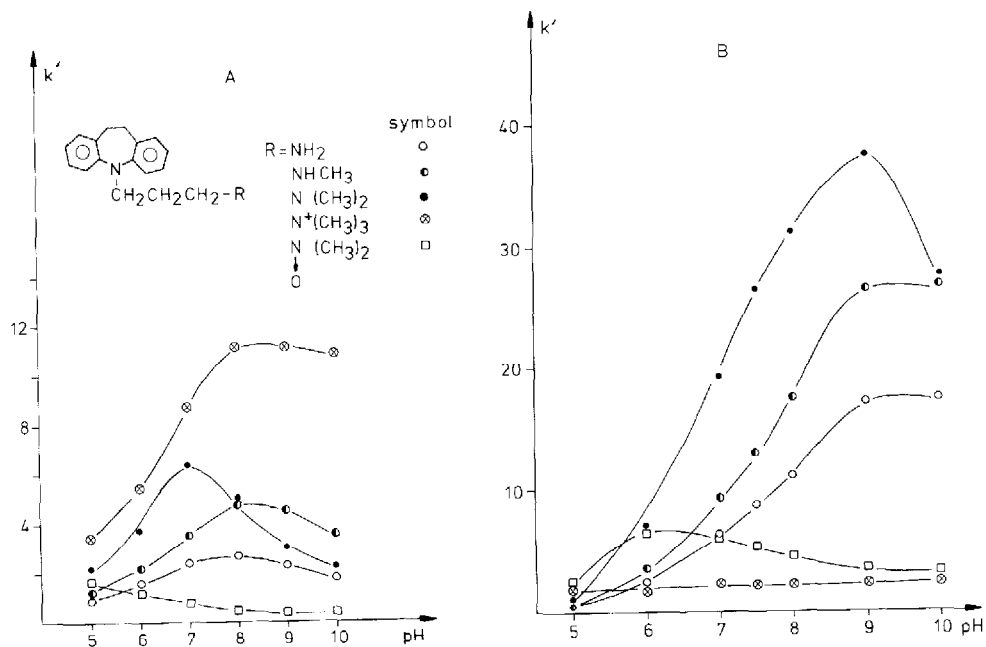 k'
A
N
CH2CH2CH2-R
symbol
R=NH2
NHCH3
N (CH3)2
N+(CH3)3
N (CH3)2
O
12
8
4
5 6 7 8 9 10
pH
k'
B
40
30
20
10
5 6 7 8 9 10 pH